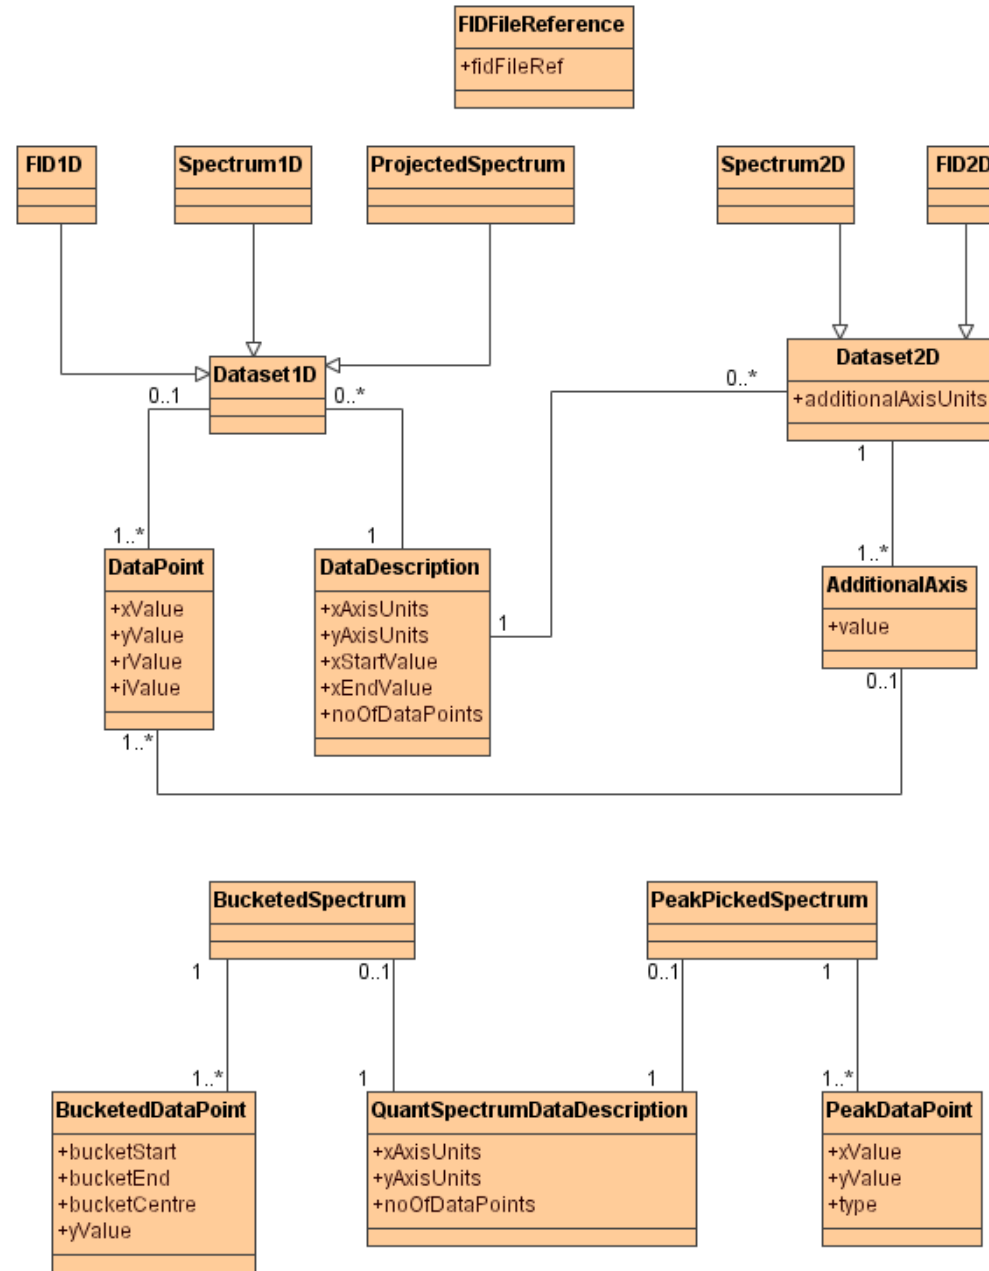 FIDFileReference
+fidFileRef
FID1D
Spectrum1D
ProjectedSpectrum
Spectrum2D
FID2D
Dataset1D
0..1
0..*
Dataset2D
+additionalAxisUnits
0..*
1
1..*
1
1..*
DataPoint
+xValue
+yValue
+rValue
+iValue
DataDescription
+xAxisUnits
+yAxisUnits
+xStartValue
+xEndValue
+noOfDataPoints
1
AdditionalAxis
+value
0..1
1..*
BucketedSpectrum
PeakPickedSpectrum
1
0..1
0..1
1
1..*
1
1
1..*
BucketedDataPoint
+bucketStart
+bucketEnd
+bucketCentre
+yValue
QuantSpectrumDataDescription
+xAxisUnits
+yAxisUnits
+noOfDataPoints
PeakDataPoint
+xValue
+yValue
+type